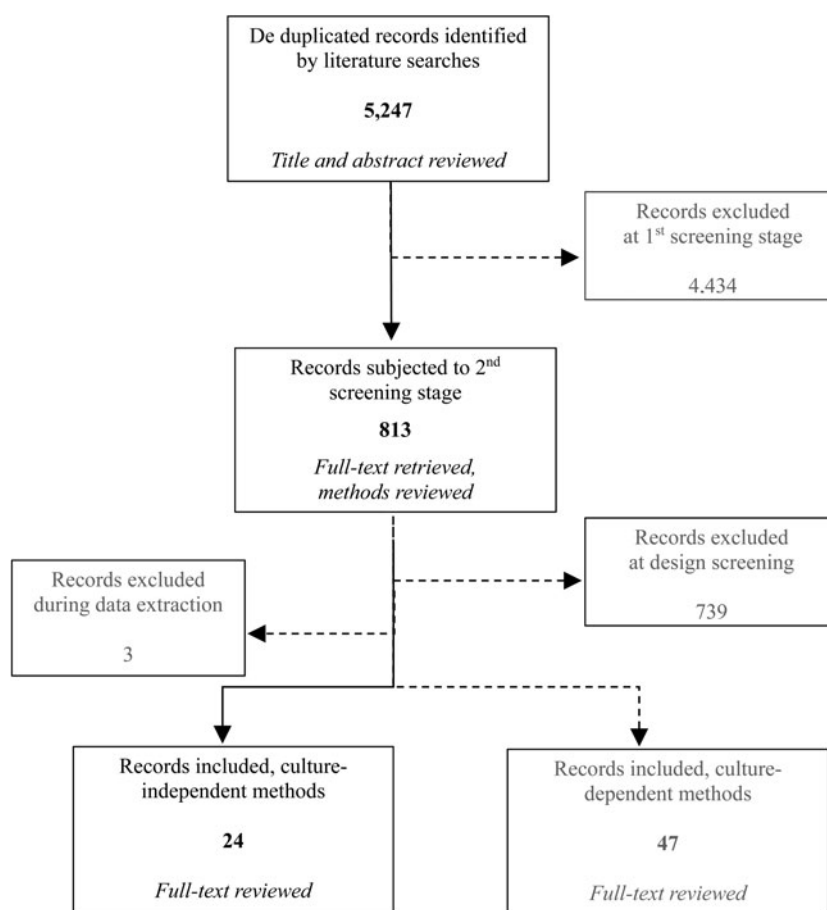 De duplicated records identified
by literature searches
5,247
Title and abstract reviewed
Records excluded
at 1st screening stage
4.434
Records subjected to 2nd
screening stage
813
Full-text retrieved,
methods reviewed
Records excluded
at design screening
739
Records excluded
during data extraction
3
Records included, culture-
independent methods
24
Full-text reviewed
Records included, culture-
dependent methods
47
Full-text reviewed